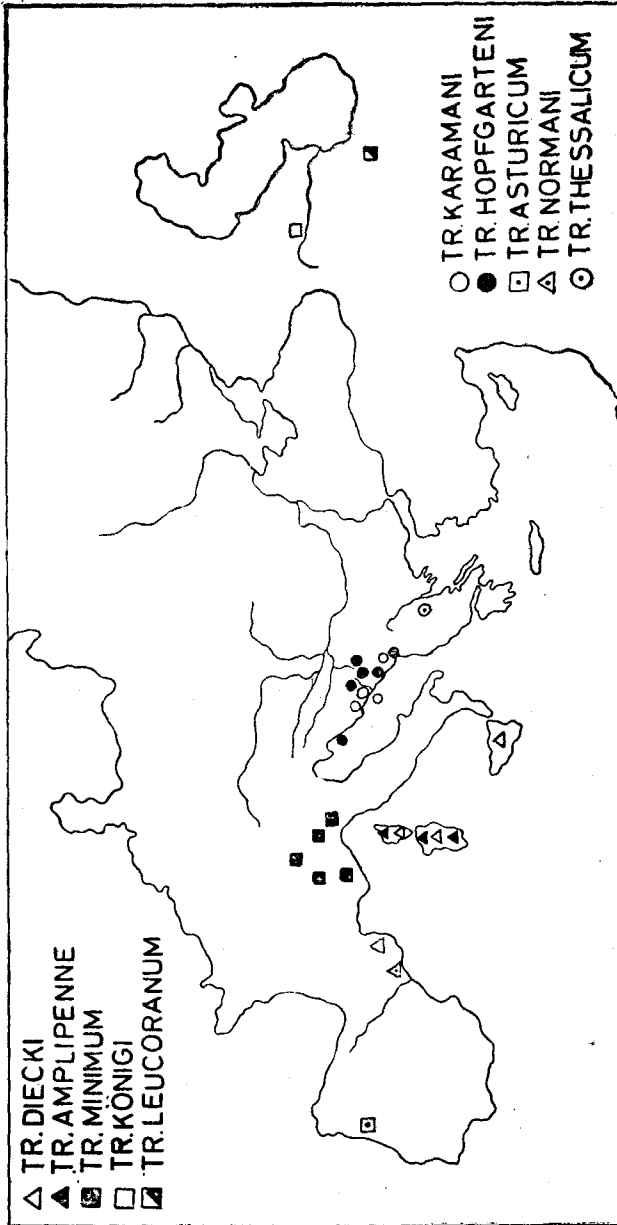 TR. DIECKI
TR. AMPLIPENNE
TR. MINIMUM
TR. KÖNIGI
TR. LEUCORANUM
TR. KARAMANI
TR. HOPFGARTENI
TR. ASTURICUM
TR. NORMANI
TR. THESSALICUM